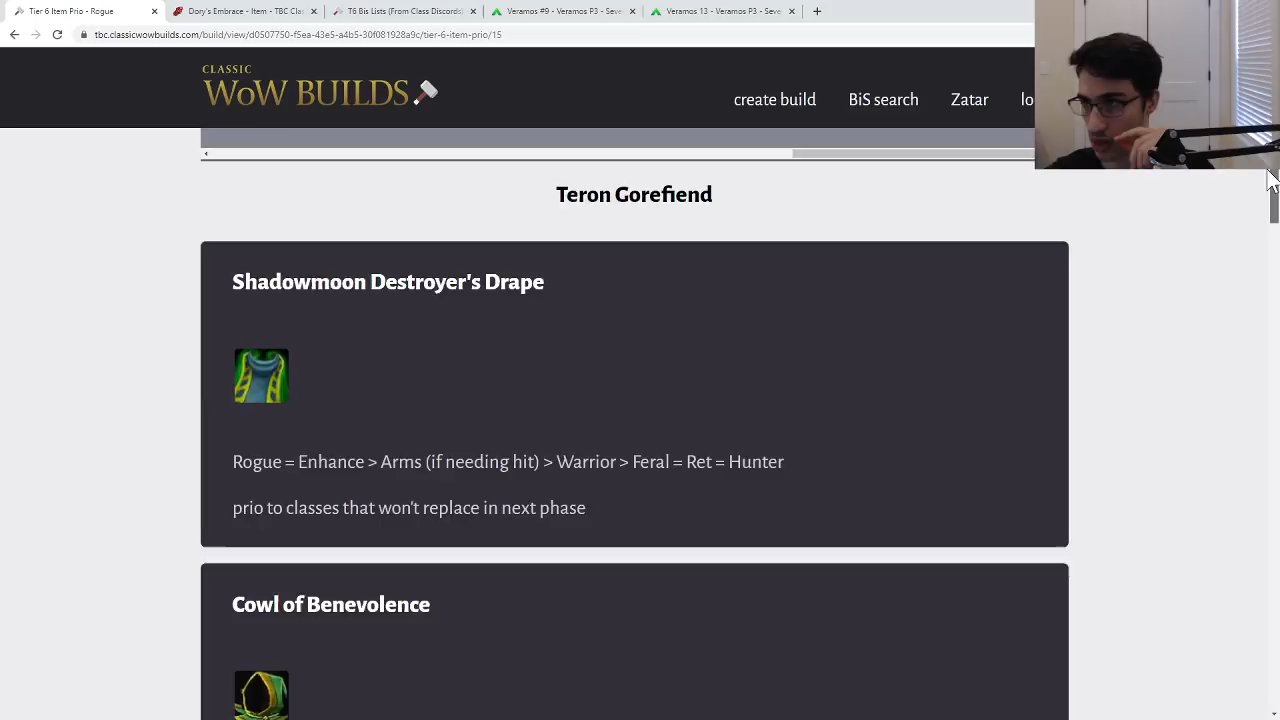 Tier 6 Item Prio - Rogue
Dory's Embrace - Item - TBC Clas
T6 Bis Lists (From Class Discords)
Veramos #9 - Veramos P3 - Seve
Veramos 13 - Veramos P3 - Seve
tbc.classicwowbuilds.com/build/view/d0507750-f5ea-43e5-a4b5-30f081928a9c/tier-6-item-prio/15
CLASSIC
WoW BUILDS
create build
BiS search
Zatar
lo
Teron Gorefiend
Shadowmoon Destroyer's Drape
Rogue = Enhance > Arms (if needing hit) > Warrior > Feral = Ret = Hunter
prio to classes that won't replace in next phase
Cowl of Benevolence